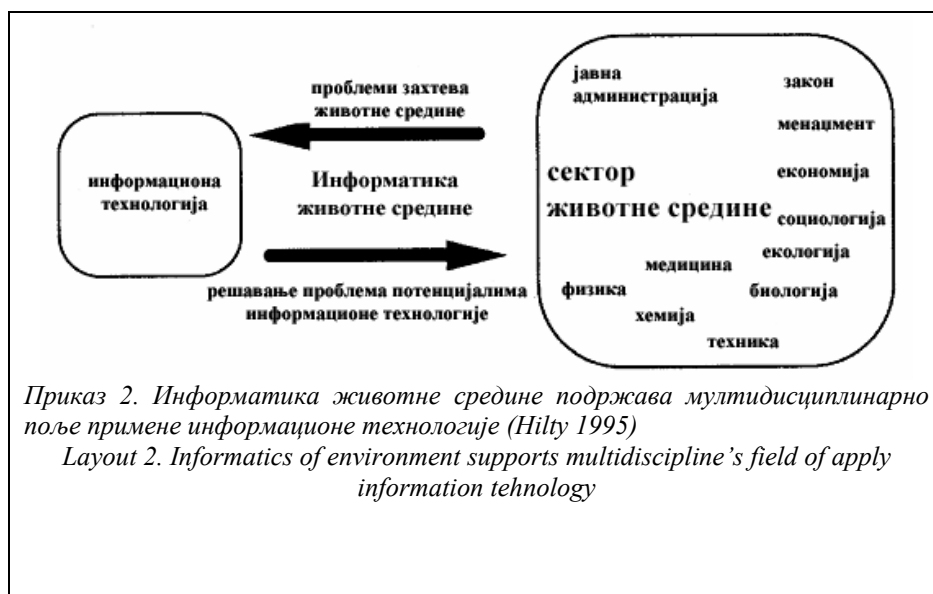 проблеми захтева
животне средине
информациона
технологија
Информатика
животне средине
решавање проблема потенцијалима
информационе технологије
јавна
администрација
закон
менаџмент
сектор
животне средине
економија
социологија
екологија
медицина
биологија
физика
хемија
техника
Приказ 2. Информатика животне средине подржава мултидисциплинарно
поље примене информационе технологије (Hilty 1995)
Layout 2. Informatics of environment supports multidiscipline’s field of apply
information tehnology